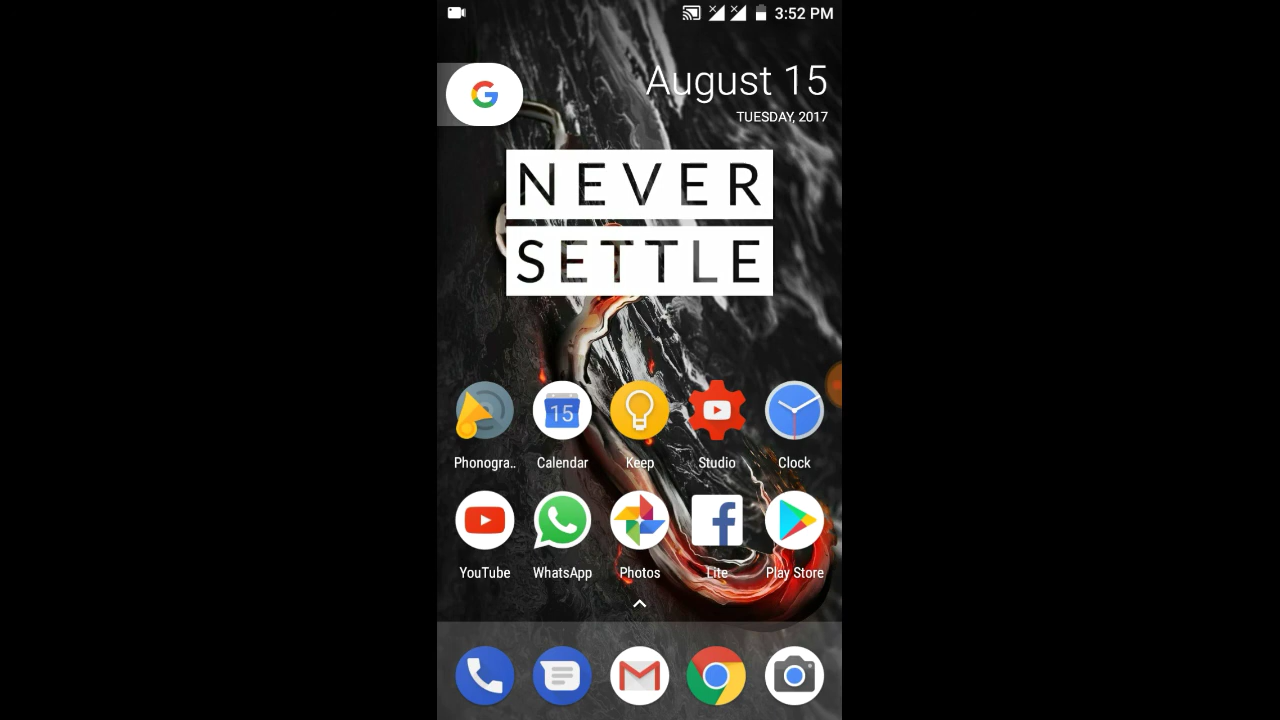 3:52 PM
G
August 15
TUESDAY, 2017
NEVER
SETTLE
15
Phonogra..
Calendar
Keep
Studio
Clock
YouTube
WhatsApp
Photos
Lite
Play Store